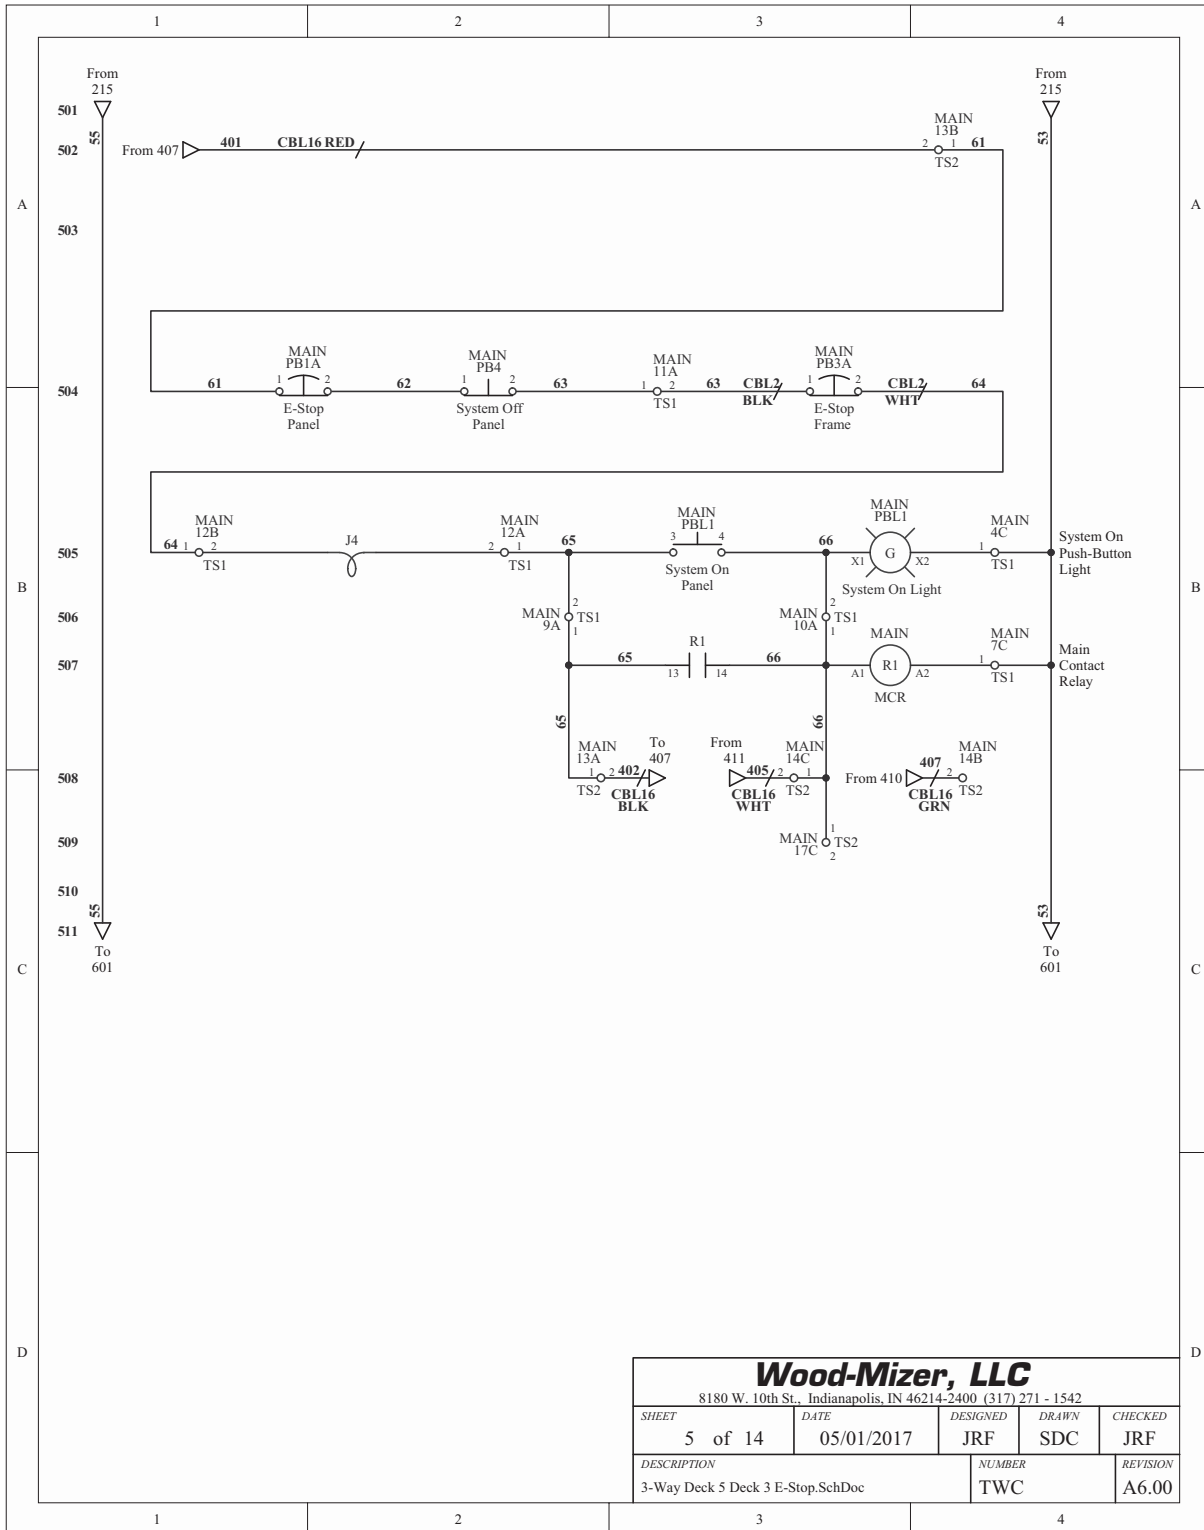 1 2 3 4
From
215
From
215
501
55
53
502
From 407
401
CBL16 RED
MAIN
13B
2 1 61
TS2
A A
503
504
61
MAIN
PB1A
1 2
E-Stop
Panel
62
MAIN
PB4
1 2
System Off
Panel
63
MAIN
11A
1 2
TS1
63
CBL2
BLK
MAIN
PB3A
1 2
E-Stop
Frame
CBL2
WHT
64
505
64
MAIN
12B
1 2
TS1
J4
MAIN
12A
2 1
TS1
65
MAIN
PBL1
3 4
System On
Panel
66
MAIN
PBL1
X1 G X2
System On Light
MAIN
4C
1
TS1
System On
Push-Button
Light
B B
506
MAIN
9A
2
TS1
1
MAIN
10A
2
TS1
1
507
65
R1
13 14
66
MAIN
A1 R1 A2
MCR
MAIN
7C
1
TS1
Main
Contact
Relay
65
66
508
MAIN
13A
1 2
TS2
402
CBL16
BLK
To
407
From
411
405
CBL16
WHT
MAIN
14C
2 1
TS2
From 410
407
CBL16
GRN
MAIN
14B
2
TS2
509
MAIN
17C
1
TS2
2
510
55
53
511
To
601
To
601
C C
D D
Wood-Mizer, LLC
8180 W. 10th St., Indianapolis, IN 46214-2400 (317) 271 - 1542
SHEET DATE DESIGNED DRAWN CHECKED
5 of 14 05/01/2017 JRF SDC JRF
DESCRIPTION NUMBER REVISION
3-Way Deck 5 Deck 3 E-Stop.SchDoc TWC A6.00
1 2 3 4